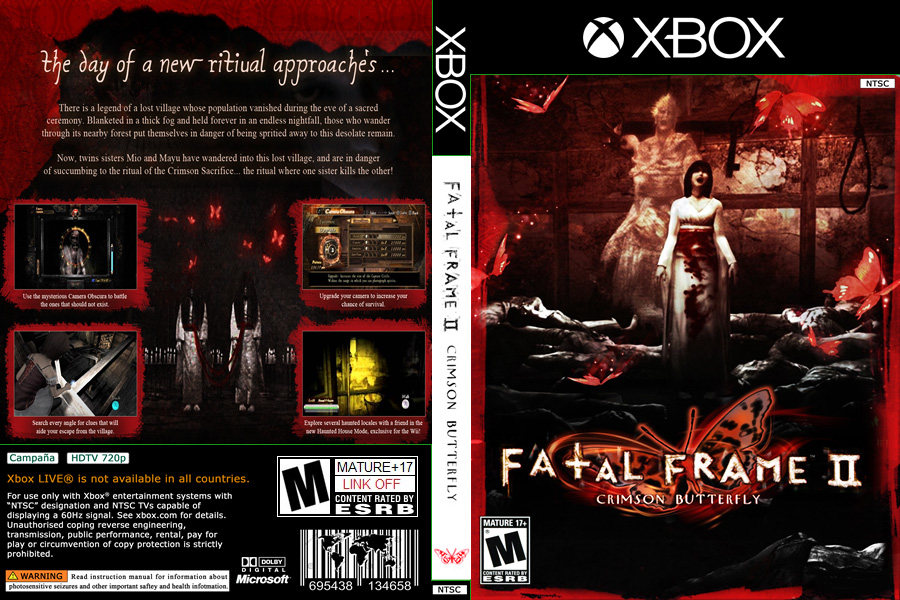 the day of a new ritiual approaches...
There is a legend of a lost village whose population vanished during the eve of a sacred
ceremony. Blanketed in a thick fog and held forever in an endless nightfall, those who wander
through its nearby forest put themselves in danger of being spritied away to this desolate remain.
Now, twins sisters Mio and Mayu have wandered into this lost village, and are in danger
of succumbing to the ritual of the Crimson Sacrifice... the ritual where one sister kills the other!
Camera Obscura
Use the mysterious Camera Obscura to battle
the ones that should not exist.
Upgrade your camera to increase your
chance of survival.
Search every angle for clues that will
aide your escape from the village.
Explore several haunted locales with a friend in the
new Haunted House Mode, exclusive for the Wii!
Campaña
HDTV 720p
Xbox LIVE® is not available in all countries.
For use only with Xbox® entertainment systems with
“NTSC” designation and NTSC TVs capable of
displaying a 60Hz signal. See xbox.com for details.
Unauthorised coping reverse engineering,
transmission, public performance, rental, pay for
play or circumvention of copy protection is strictly
prohibited.
WARNING Read instruction manual for information about
photosensitive seizures and other important saftey and health infotmation.
M
MATURE+17
LINK OFF
CONTENT RATED BY
ESRB
DOLBY
DIGITAL
Microsoft
695438 134658
XBOX
FATAL FRAME II CRIMSON BUTTERFLY
NTSC
XBOX
NTSC
FATAL FRAME II
CRIMSON BUTTERFLY
MATURE 17+
M
CONTENT RATED BY
ESRB